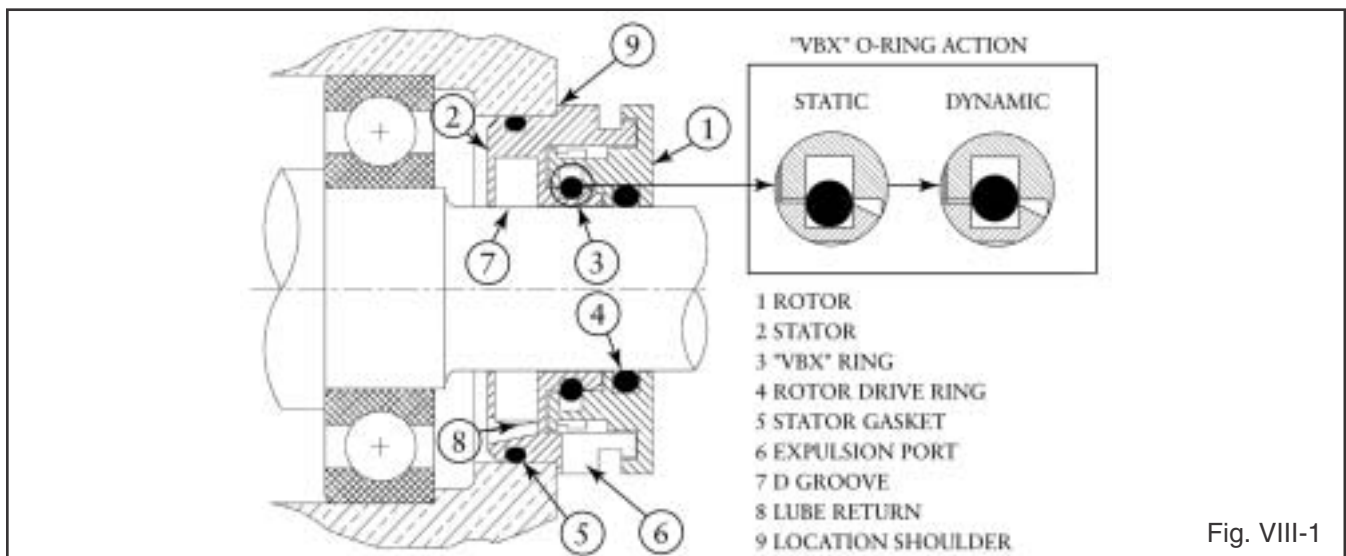 "VBX" O-RING ACTION
STATIC DYNAMIC
9
2
1
7
3
4
8
5
6
1 ROTOR
2 STATOR
3 "VBX" RING
4 ROTOR DRIVE RING
5 STATOR GASKET
6 EXPULSION PORT
7 D GROOVE
8 LUBE RETURN
9 LOCATION SHOULDER
Fig. VIII-1